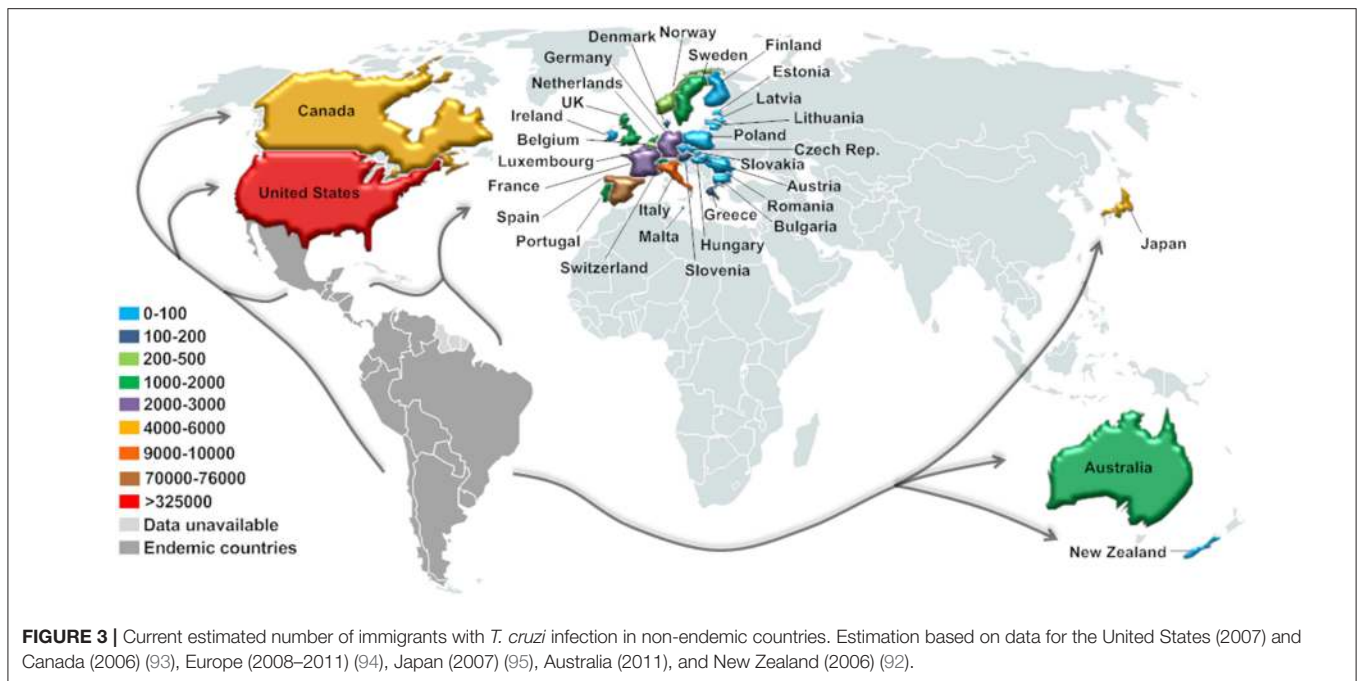 Canada
United States
Denmark
Norway
Germany
Sweden
Finland
Netherlands
Estonia
UK
Latvia
Ireland
Lithuania
Belgium
Poland
Luxembourg
Czech Rep.
France
Slovakia
Spain
Austria
Portugal
Italy
Greece
Romania
Malta
Bulgaria
Switzerland
Hungary
Slovenia
Japan
Australia
New Zealand
0-100
100-200
200-500
1000-2000
2000-3000
4000-6000
9000-10000
70000-76000
>325000
Data unavailable
Endemic countries
FIGURE 3 | Current estimated number of immigrants with T. cruzi infection in non-endemic countries. Estimation based on data for the United States (2007) and
Canada (2006) (93), Europe (2008–2011) (94), Japan (2007) (95), Australia (2011), and New Zealand (2006) (92).